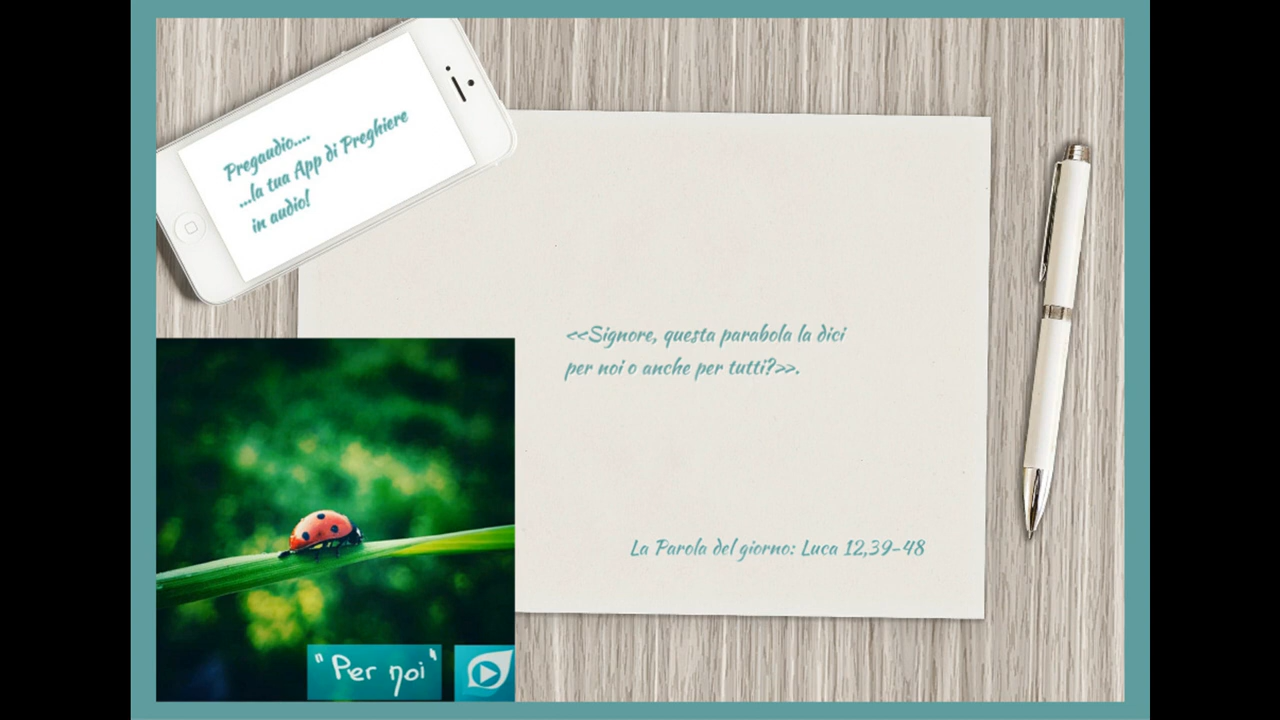 Pregaudio....
...la tua App di Preghiere
in audio!
<<Signore, questa parabola la dici
per noi o anche per tutti?>>.
La Parola del giorno: Luca 12,39-48
"Per noi"